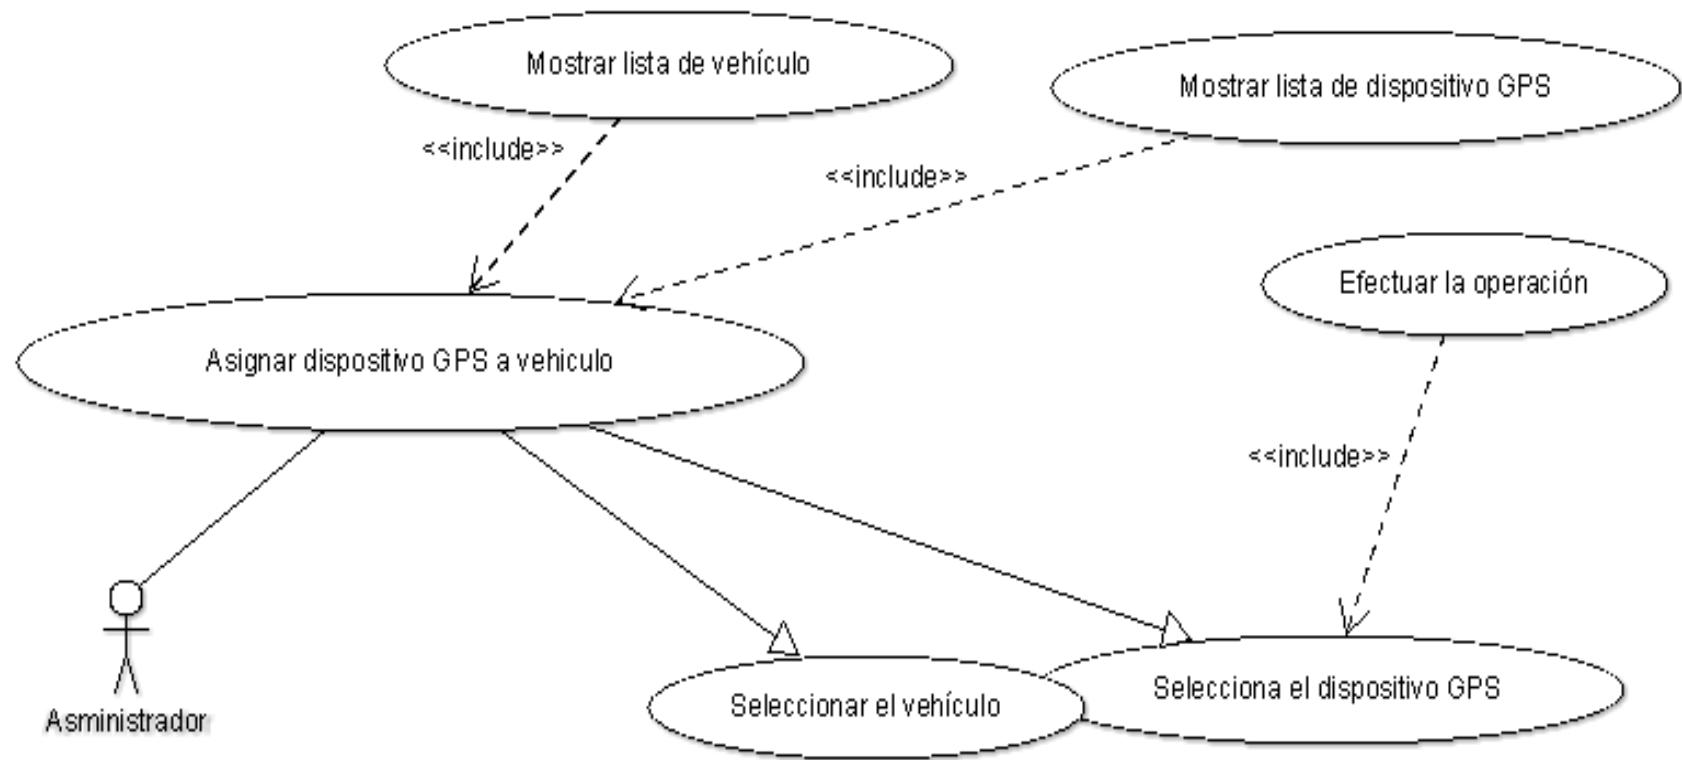 Mostrar lista de vehículo
Mostrar lista de dispositivo GPS
<<include>>
<<include>>
Efectuar la operación
Asignar dispositivo GPS a vehiculo
<<include>>
Selecciona el dispositivo GPS
Seleccionar el vehículo
Asministrador